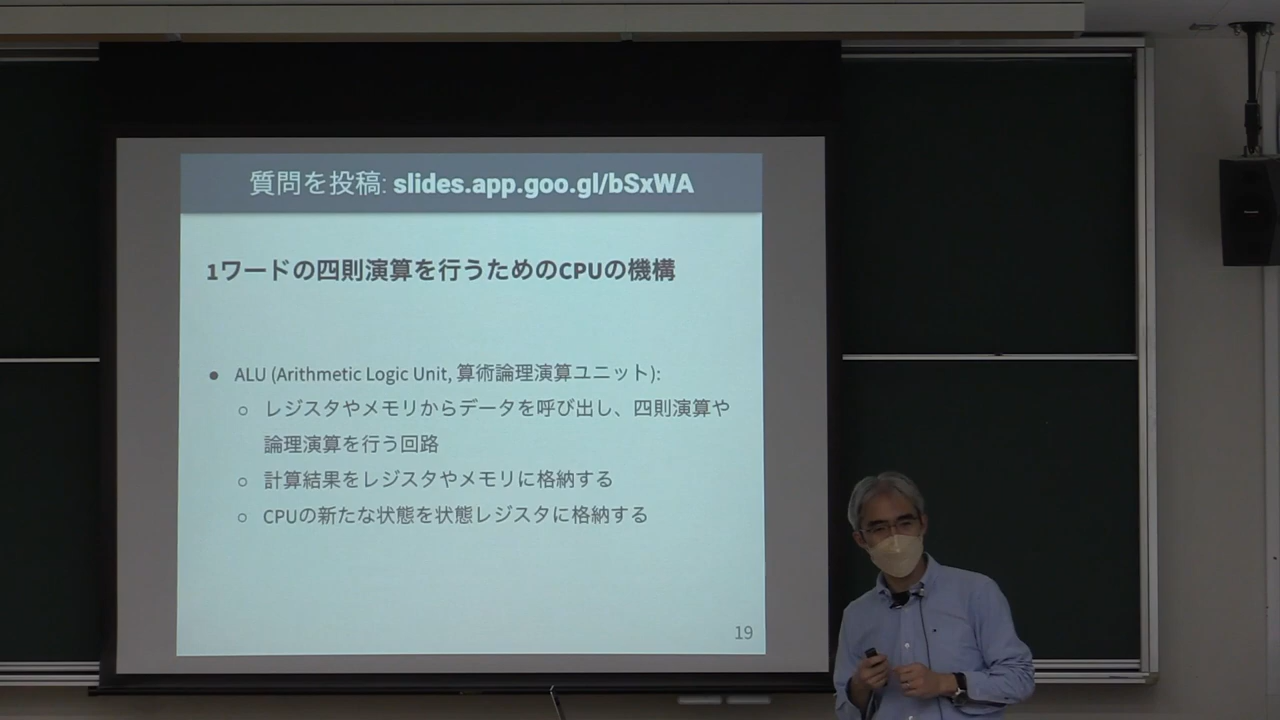 質問を投稿: slides.app.goo.gl/bSxWA
1ワードの四則演算を行うためのCPUの機構
● ALU (Arithmetic Logic Unit, 算術論理演算ユニット):
○ レジスタやメモリからデータを呼び出し、四則演算や
論理演算を行う回路
○ 計算結果をレジスタやメモリに格納する
○ CPUの新たな状態を状態レジスタに格納する
19